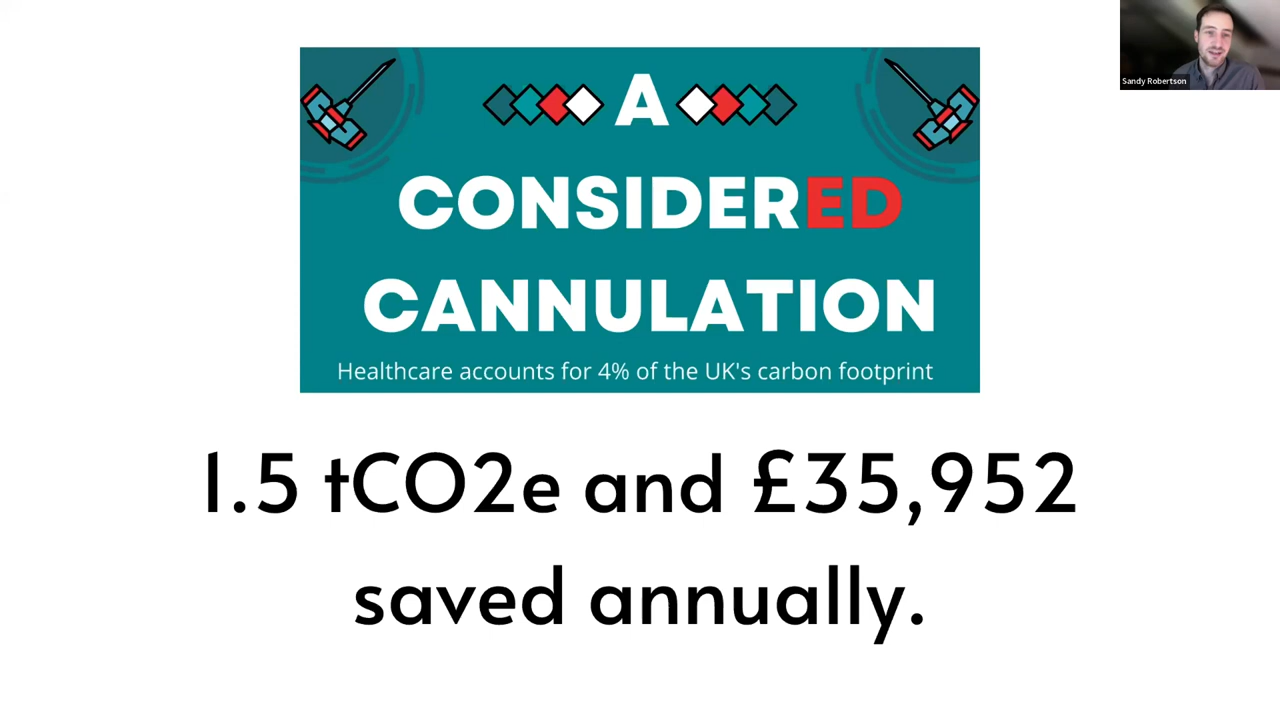 A
CONSIDERED
CANNULATION
Healthcare accounts for 4% of the UK's carbon footprint
1.5 tCO2e and £35,952
saved annually.
Sandy Robertson